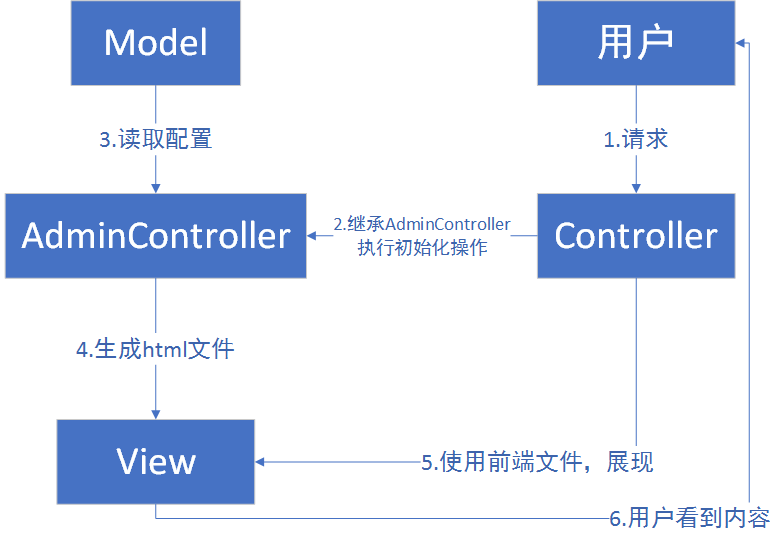 Model
用户
3.读取配置
1.请求
AdminController
2.继承AdminController
执行初始化操作
Controller
4.生成html文件
View
5.使用前端文件，展现
6.用户看到内容